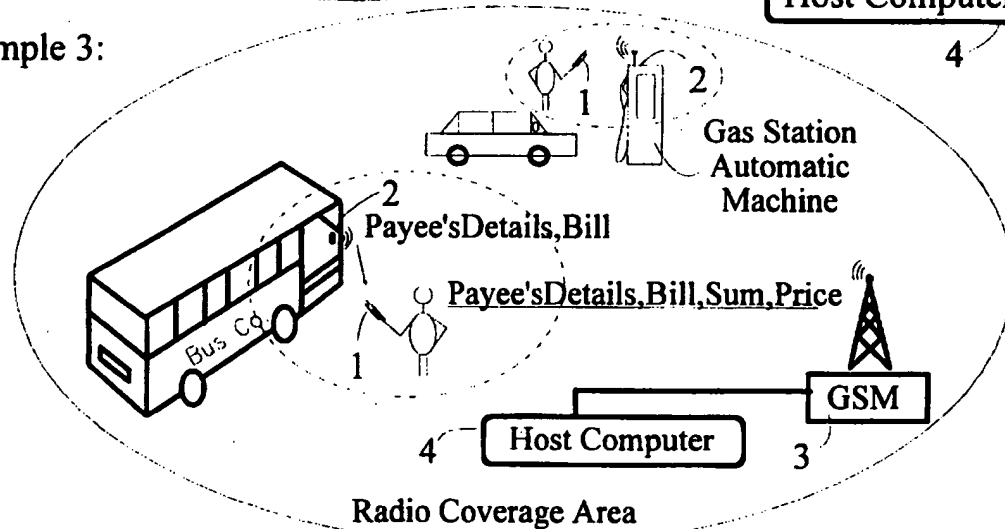 Host Computer
4
mple 3:
1
2
Gas Station
Automatic
Machine
2
Payee'sDetails,Bill
Payee'sDetails,Bill,Sum,Price
Bus Co.
1
GSM
4
Host Computer
3
Radio Coverage Area